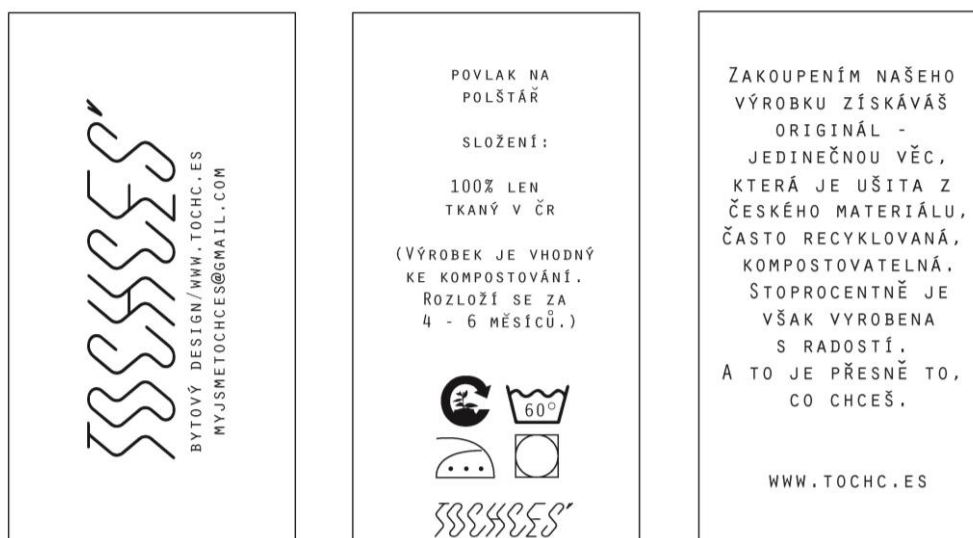 TOCHCEŠ
BYTOVÝ DESIGN/WWW.TOCHC.ES
MYJSMETOCHCES@GMAIL.COM
POVLAK NA
POLŠTÁŘ
SLOŽENÍ:
100% LEN
TKANÝ V ČR
(VÝROBEK JE VHODNÝ
KE KOMPOSTOVÁNÍ.
ROZLOŽÍ SE ZA
4 - 6 MĚSÍCŮ.)
60°
TOCHCEŠ
ZAKOUPENÍM NAŠEHO
VÝROBKU ZÍSKÁVÁŠ
ORIGINÁL -
JEDINEČNOU VĚC,
KTERÁ JE UŠITA Z
ČESKÉHO MATERIÁLU,
ČASTO RECYKLOVANÁ,
KOMPOSTOVATELNÁ.
STOPROCENTNĚ JE
VŠAK VYROBENA
S RADOSTÍ.
A TO JE PŘESNĚ TO,
CO CHCEŠ.
WWW.TOCHC.ES